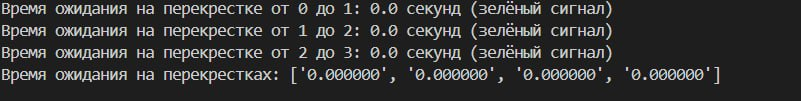 Время ожидания на перекрестке от 0 до 1: 0.0 секунд (зелёный сигнал)
Время ожидания на перекрестке от 1 до 2: 0.0 секунд (зелёный сигнал)
Время ожидания на перекрестке от 2 до 3: 0.0 секунд (зелёный сигнал)
Время ожидания на перекрестках: ['0.000000', '0.000000', '0.000000', '0.000000']